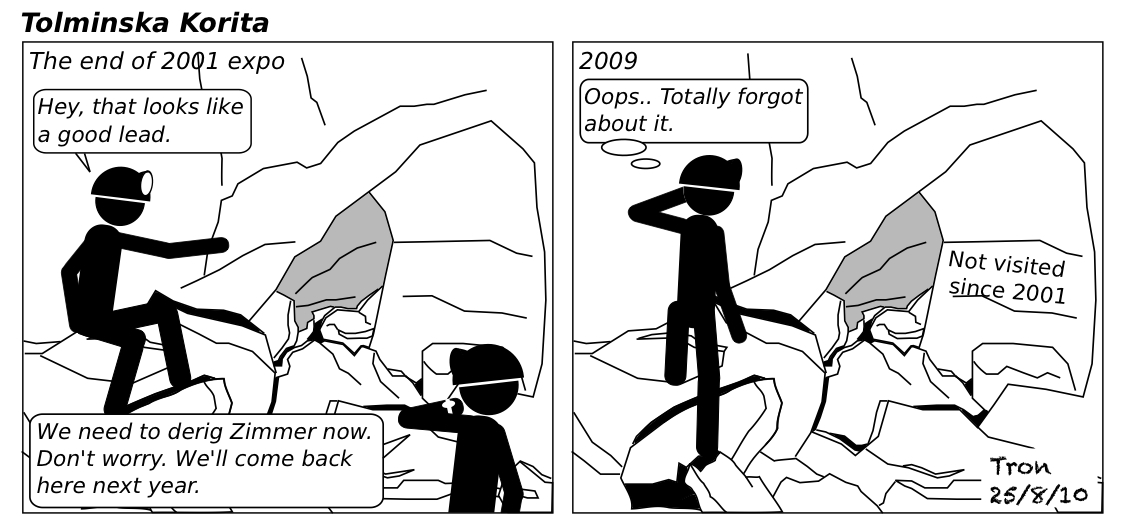 Tolminska Korita
The end of 2001 expo
Hey, that looks like
a good lead.
We need to derig Zimmer now.
Don't worry. We'll come back
here next year.
2009
Oops.. Totally forgot
about it.
Not visited
since 2001
Tron
25/8/10